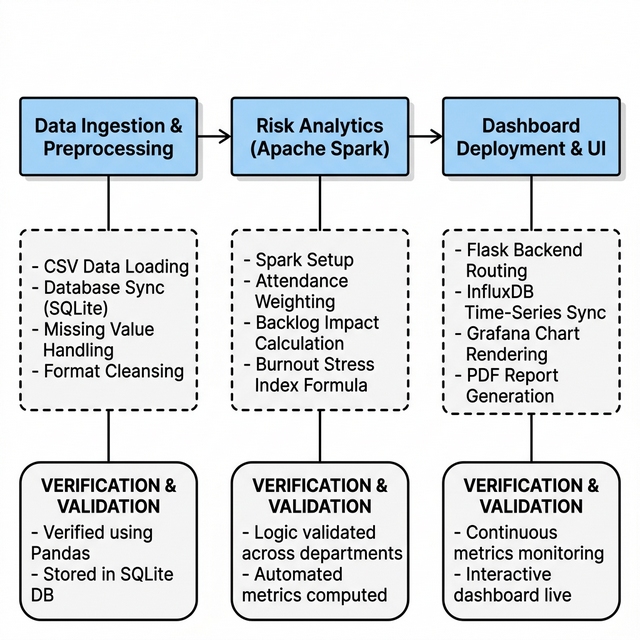 Data Ingestion &
Preprocessing
Risk Analytics
(Apache Spark)
Dashboard
Deployment & UI
- CSV Data Loading
- Database Sync
(SQLite)
- Missing Value
Handling
- Format Cleansing
- Spark Setup
- Attendance
Weighting
- Backlog Impact
Calculation
- Burnout Stress
Index Formula
- Flask Backend
Routing
- InfluxDB
Time-Series Sync
- Grafana Chart
Rendering
- PDF Report
Generation
VERIFICATION &
VALIDATION
- Verified using
Pandas
- Stored in SQLite
DB
VERIFICATION &
VALIDATION
- Logic validated
across departments
- Automated
metrics computed
VERIFICATION &
VALIDATION
- Continuous
metrics monitoring
- Interactive
dashboard live